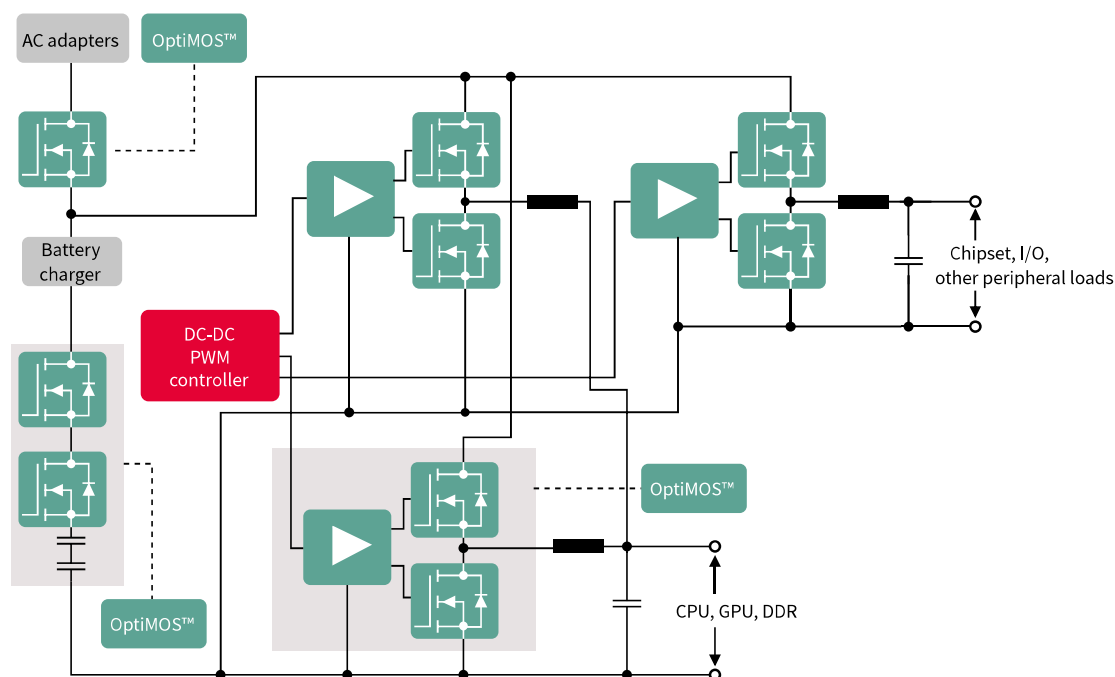 AC adapters
OptiMOS™
Battery
charger
DC-DC
PWM
controller
Chipset, I/O,
other peripheral loads
OptiMOS™
CPU, GPU, DDR
OptiMOS™